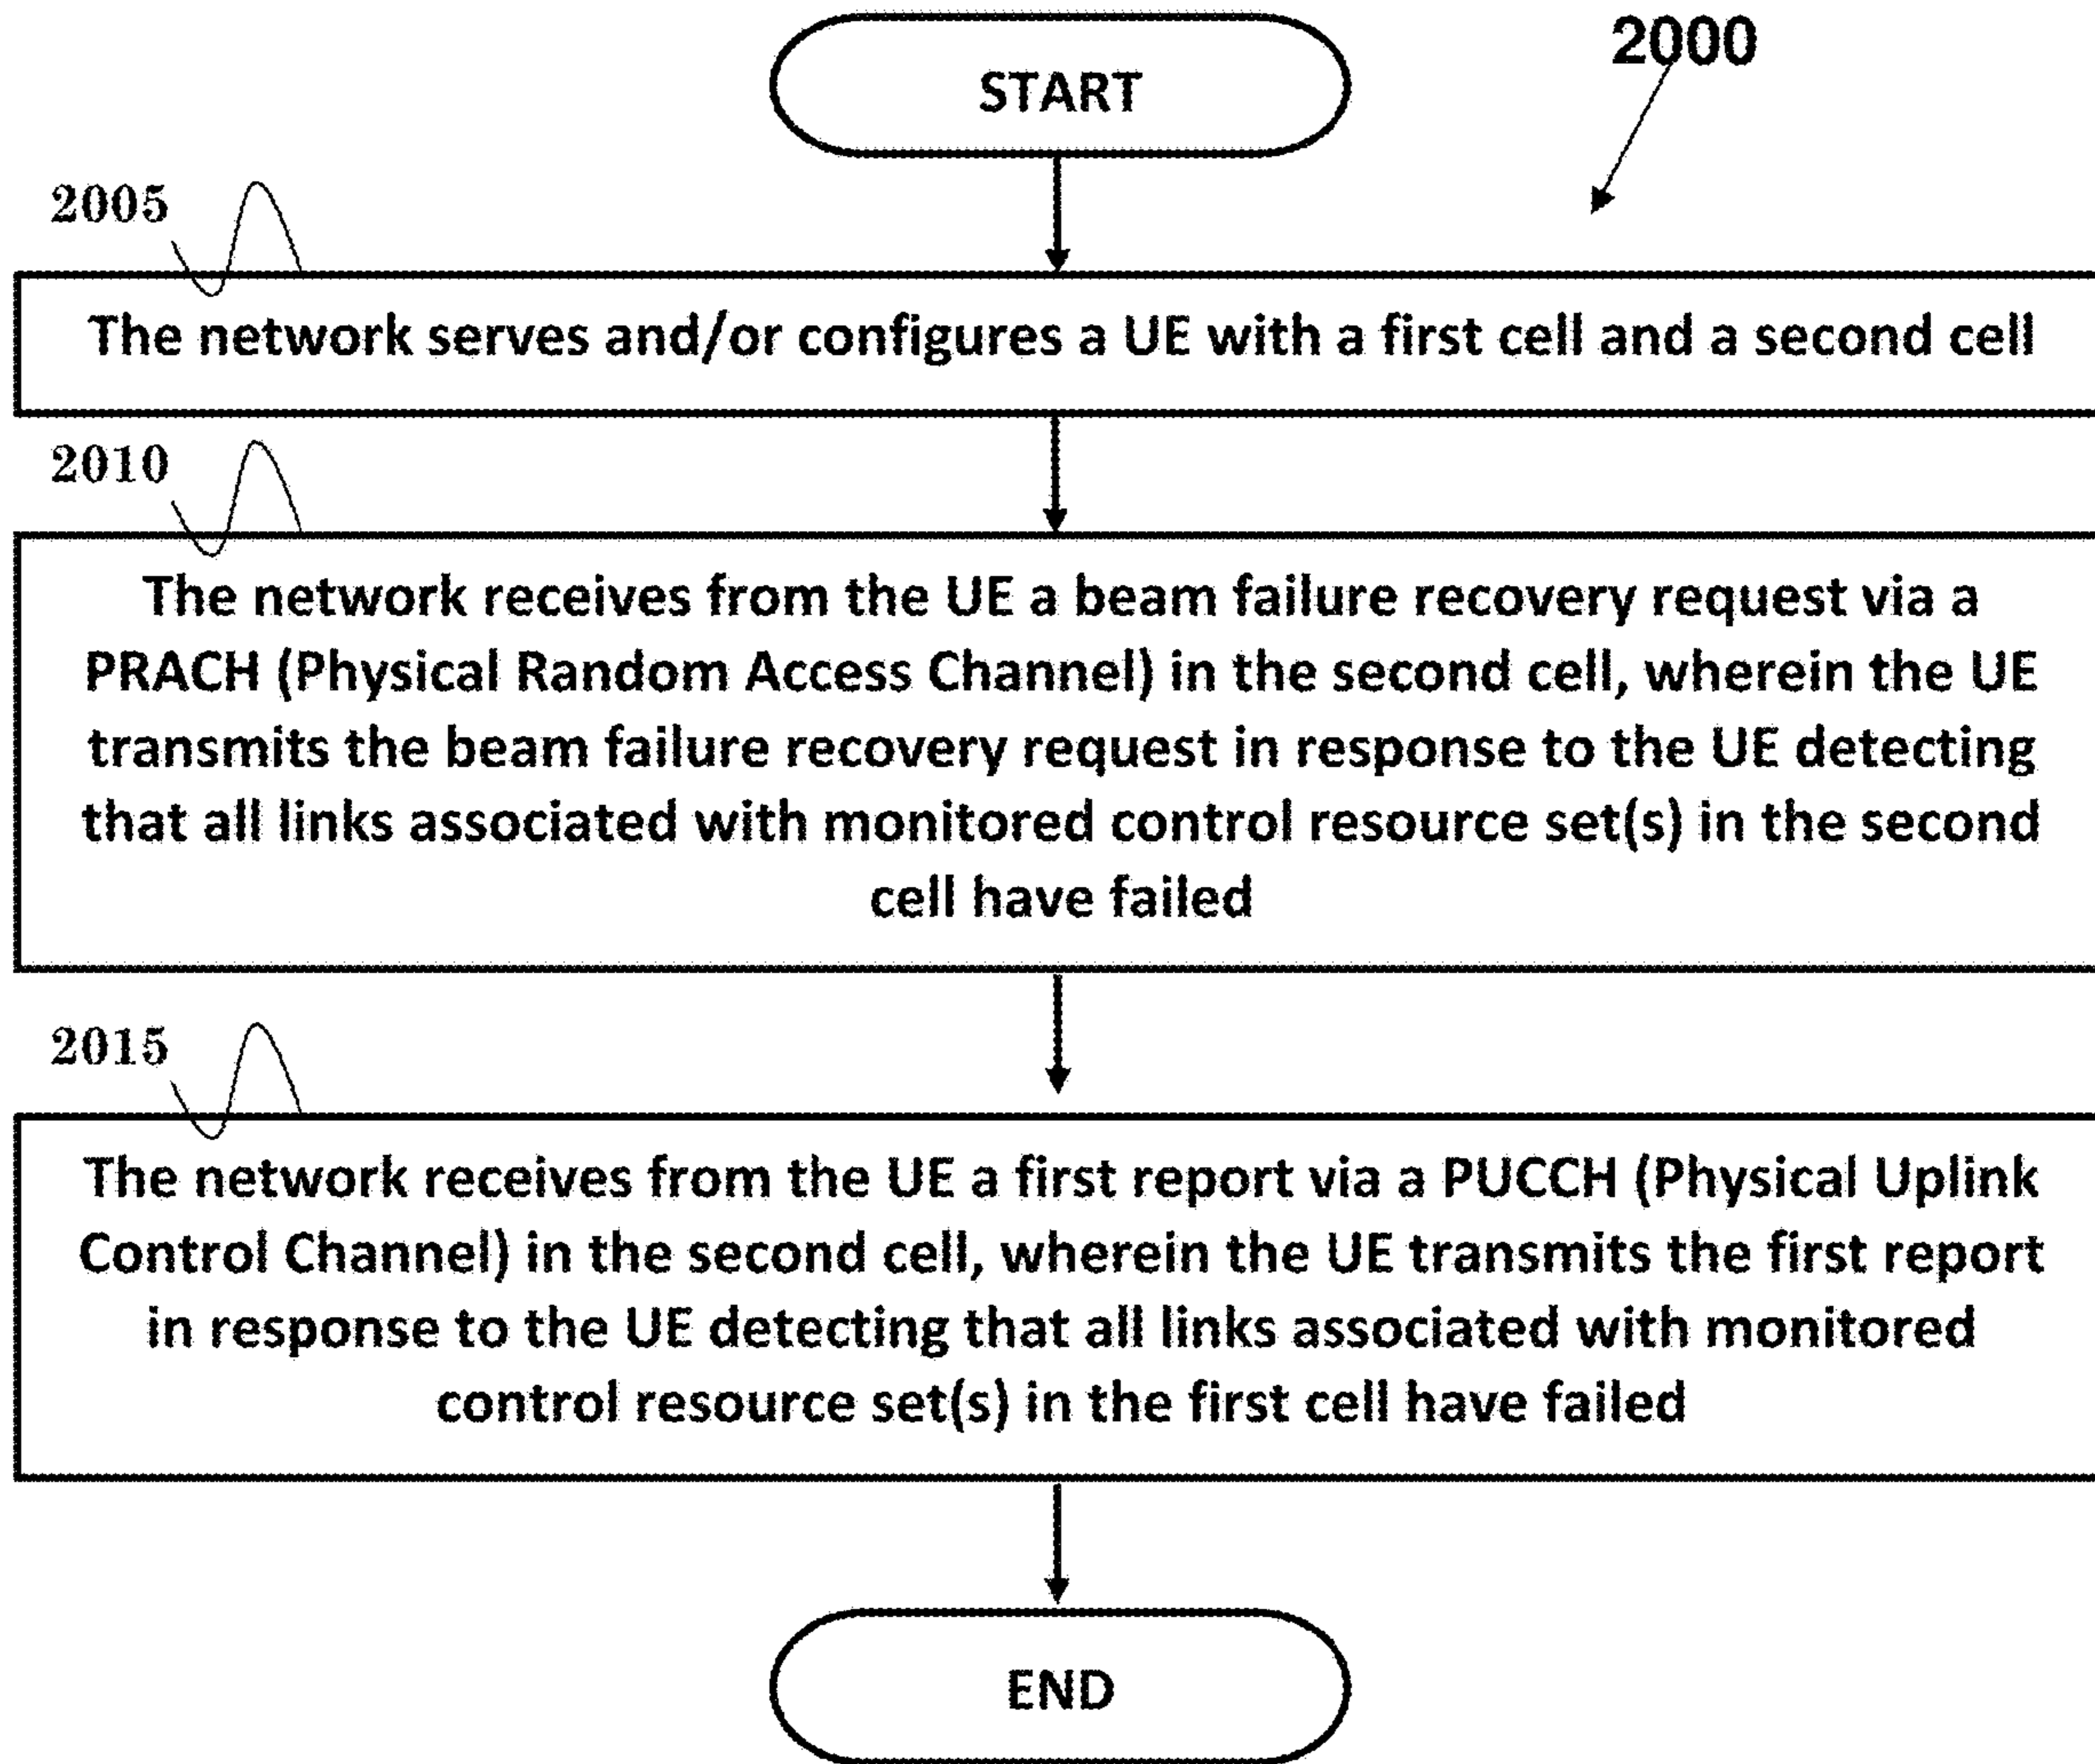 2000
START
2005
The network serves and/or configures a UE with a first cell and a second cell
2010
The network receives from the UE a beam failure recovery request via a
PRACH (Physical Random Access Channel) in the second cell, wherein the UE
transmits the beam failure recovery request in response to the UE detecting
that all links associated with monitored control resource set(s) in the second
cell have failed
2015
The network receives from the UE a first report via a PUCCH (Physical Uplink
Control Channel) in the second cell, wherein the UE transmits the first report
in response to the UE detecting that all links associated with monitored
control resource set(s) in the first cell have failed
END